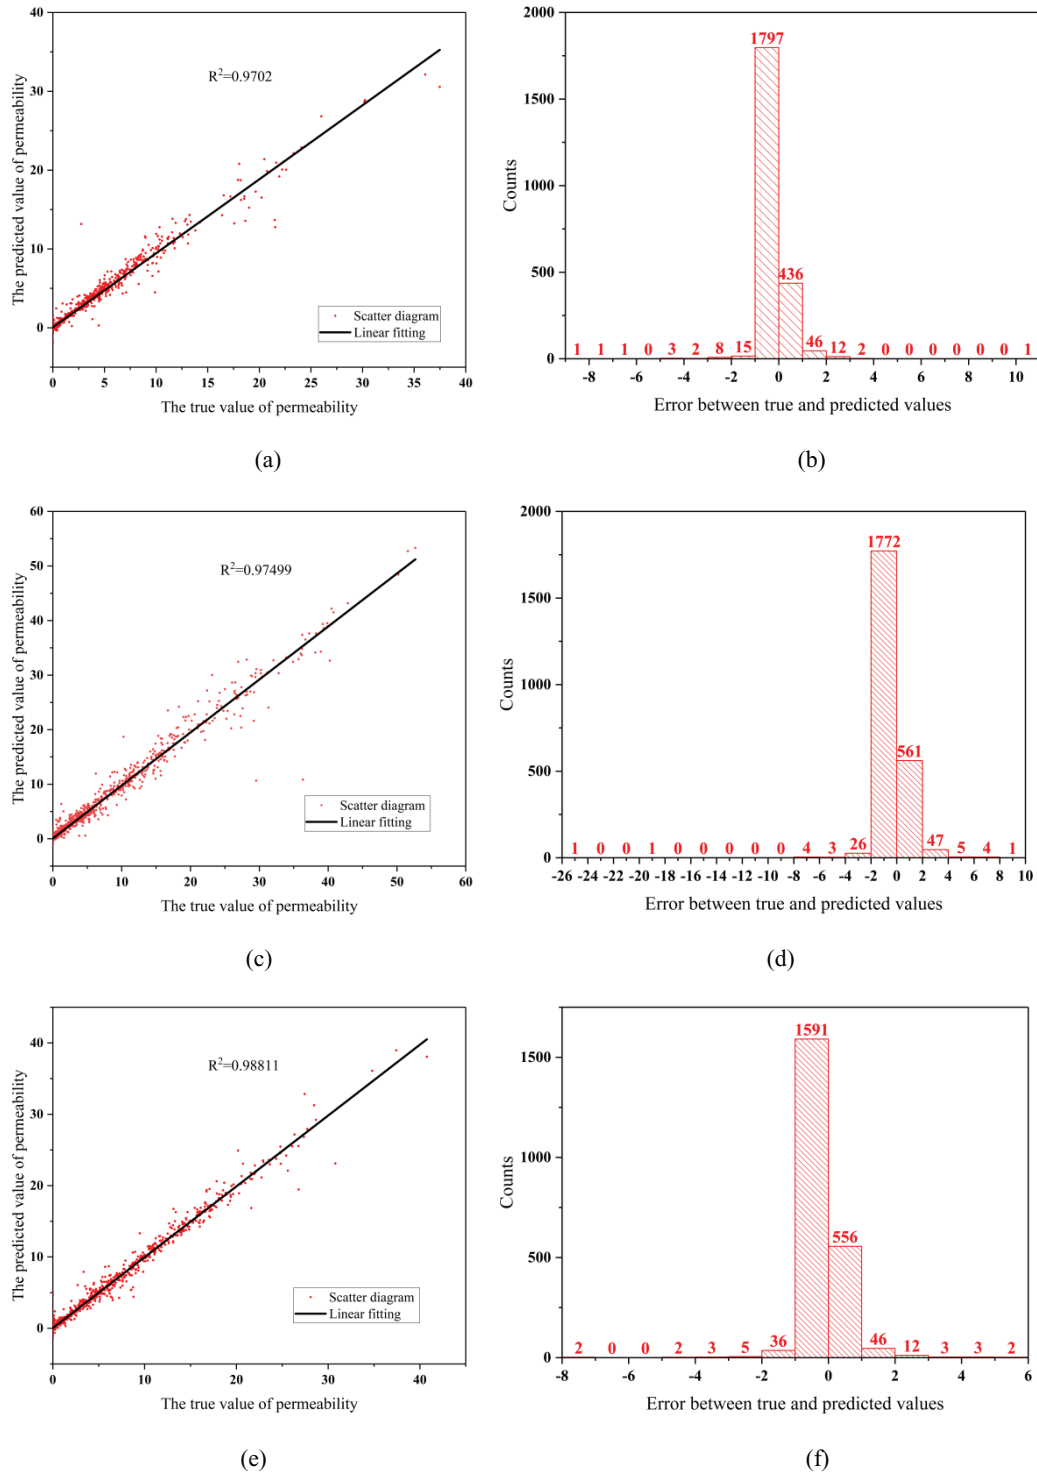 40
30
20
10
0
0
5
10
15
20
25
30
35
40
The predicted value of permeability
The true value of permeability
R²=0.9702
Scatter diagram
Linear fitting
(a)
2000
1500
1000
500
0
Counts
1797
436
1 1 1 0 3 2 8 15 46 12 2 0 0 0 0 0 0 1
-8 -6 -4 -2 0 2 4 6 8 10
Error between true and predicted values
(b)
60
50
40
30
20
10
0
0 10 20 30 40 50 60
The predicted value of permeability
The true value of permeability
R²=0.97499
Scatter diagram
Linear fitting
(c)
2000
1500
1000
500
0
Counts
1772
561
1 0 0 1 0 0 0 0 0 4 3 26 47 5 4 1
-26 -24 -22 -20 -18 -16 -14 -12 -10 -8 -6 -4 -2 0 2 4 6 8 10
Error between true and predicted values
(d)
40
30
20
10
0
0 10 20 30 40
The predicted value of permeability
The true value of permeability
R²=0.98811
Scatter diagram
Linear fitting
(e)
1500
1000
500
0
Counts
1591
556
2 0 0 2 3 5 36 46 12 3 3 2
-8 -6 -4 -2 0 2 4 6
Error between true and predicted values
(f)